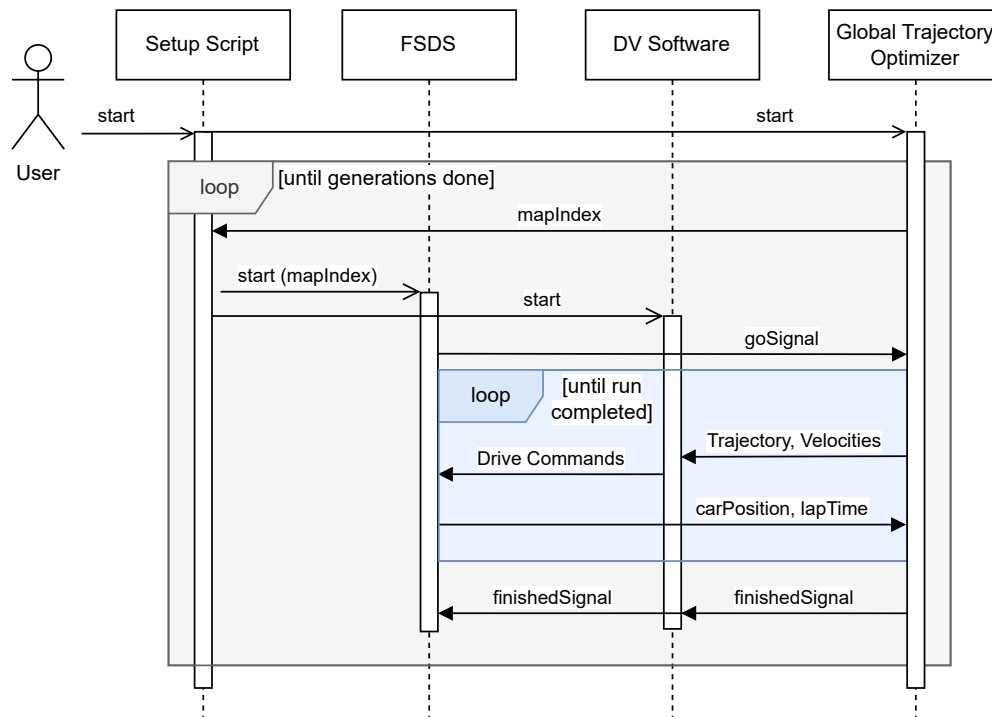 Setup Script
FSDS
DV Software
Global Trajectory
Optimizer
start
start
User
loop
[until generations done]
mapIndex
start (mapIndex)
start
goSignal
loop
[until run
completed]
Trajectory, Velocities
Drive Commands
carPosition, lapTime
finishedSignal
finishedSignal